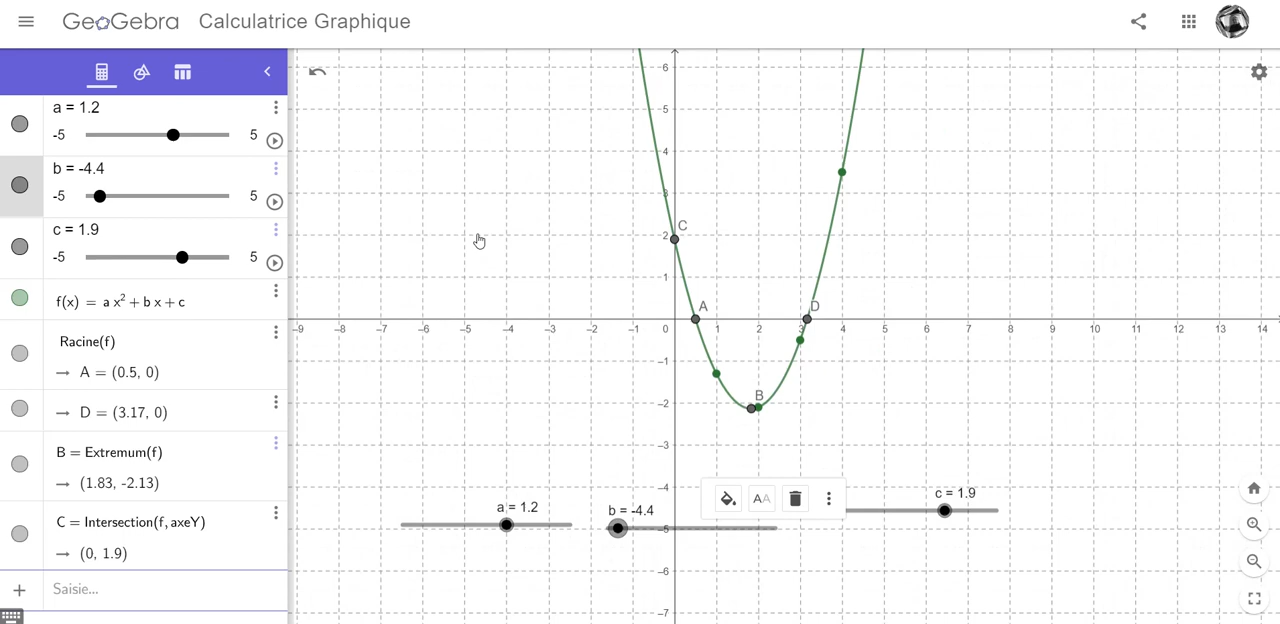 GeoGebra Calculatrice Graphique
a = 1.2
-5 5
b = -4.4
-5 5
c = 1.9
-5 5
f(x) = a x² + b x + c
Racine(f)
→ A = (0.5, 0)
→ D = (3.17, 0)
B = Extremum(f)
→ (1.83, -2.13)
C = Intersection(f, axeY)
→ (0, 1.9)
+ Saisie...
6
5
4
3
2
1
–9 –8 –7 –6 –5 –4 –3 –2 –1 0 1 2 3 4 5 6 7 8 9 10 11 12 13 14
–1
–2
–3
–4
–5
–6
–7
C
A
D
B
a = 1.2
b = -4.4
AA
c = 1.9